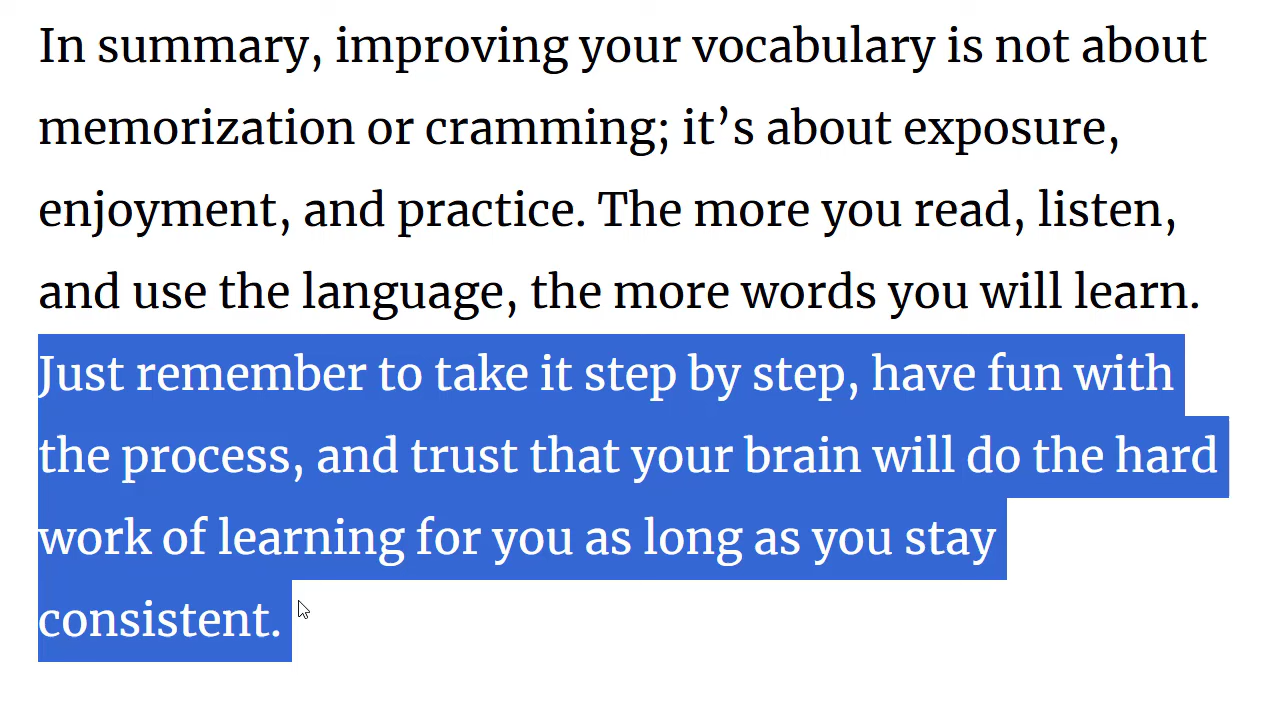 In summary, improving your vocabulary is not about
memorization or cramming; it’s about exposure,
enjoyment, and practice. The more you read, listen,
and use the language, the more words you will learn.
Just remember to take it step by step, have fun with
the process, and trust that your brain will do the hard
work of learning for you as long as you stay
consistent.